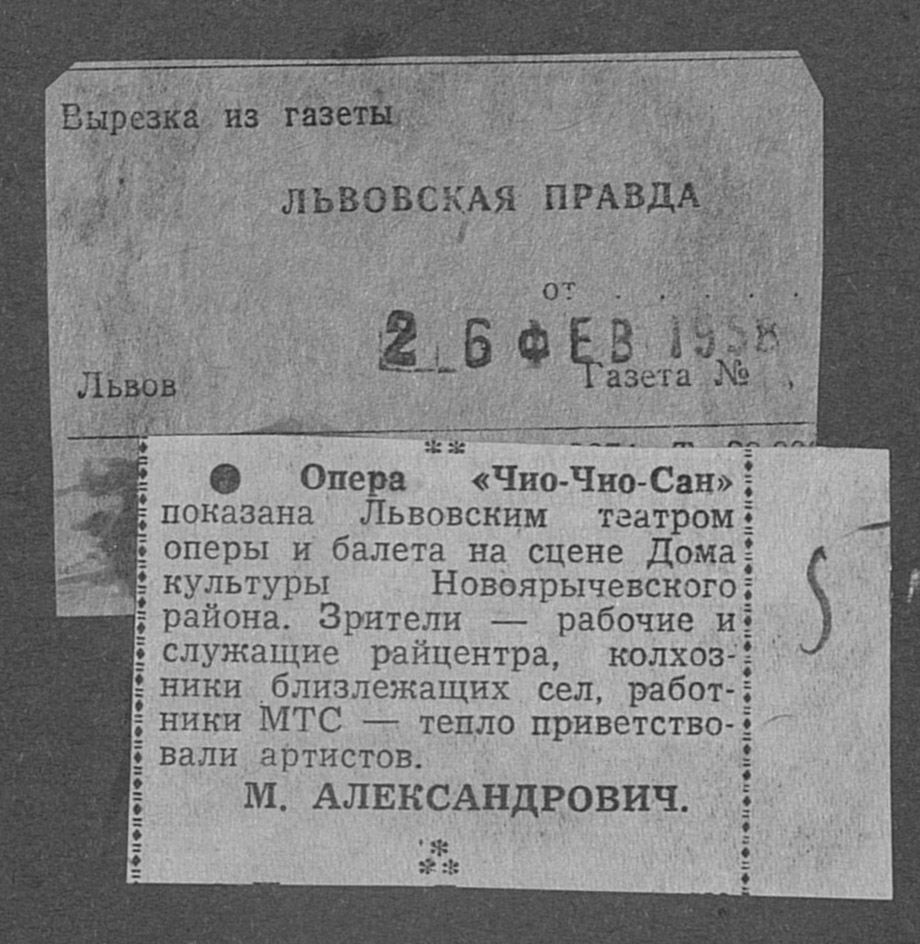 Вырезка из газеты
ЛЬВОВСКАЯ ПРАВДА
от . . . . .
26 ФЕВ 1958
Львов
Газета №
**
● Опера «Чио-Чио-Сан»
показана Львовским театром
оперы и балета на сцене Дома
культуры Новоярычевского
района. Зрители — рабочие и
служащие райцентра, колхоз-
ники близлежащих сел, работ-
ники МТС — тепло приветство-
вали артистов.
М. АЛЕКСАНДРОВИЧ.
***